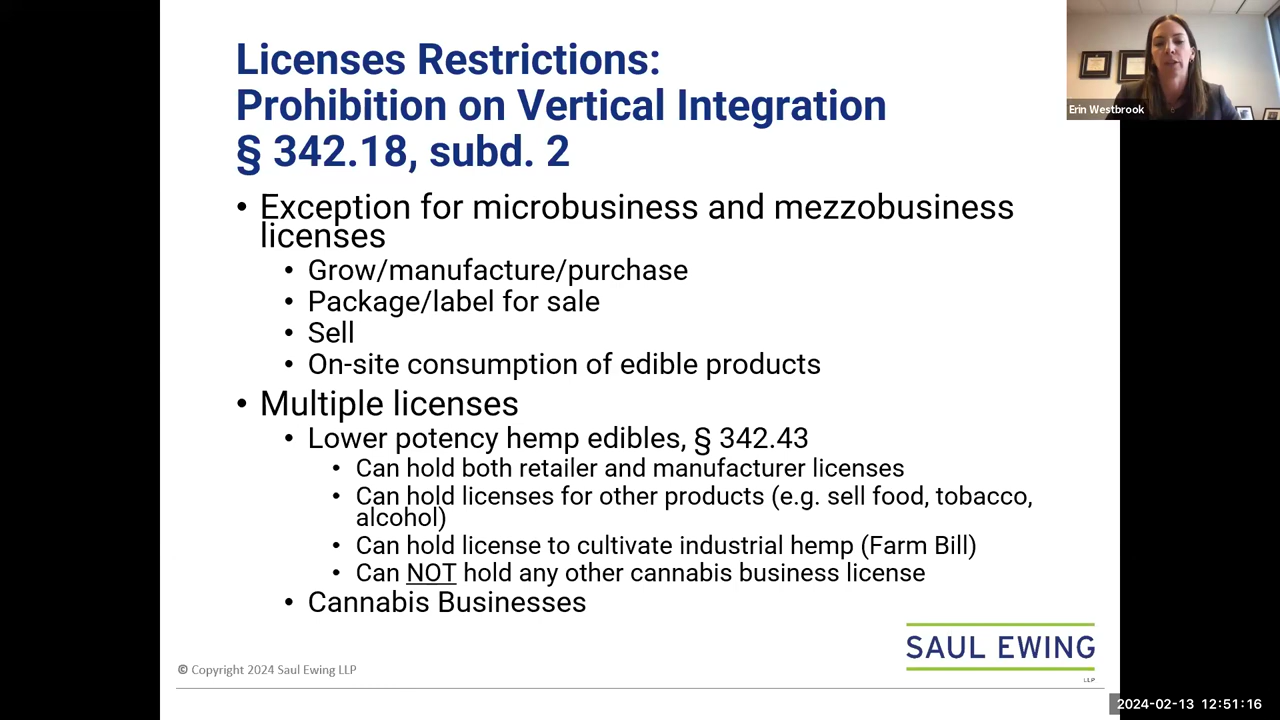 Licenses Restrictions:
Prohibition on Vertical Integration
§ 342.18, subd. 2
• Exception for microbusiness and mezzobusiness
licenses
• Grow/manufacture/purchase
• Package/label for sale
• Sell
• On-site consumption of edible products
• Multiple licenses
• Lower potency hemp edibles, § 342.43
• Can hold both retailer and manufacturer licenses
• Can hold licenses for other products (e.g. sell food, tobacco,
alcohol)
• Can hold license to cultivate industrial hemp (Farm Bill)
• Can NOT hold any other cannabis business license
• Cannabis Businesses
SAUL EWING
LLP
© Copyright 2024 Saul Ewing LLP
Erin Westbrook
2024-02-13 12:51:16